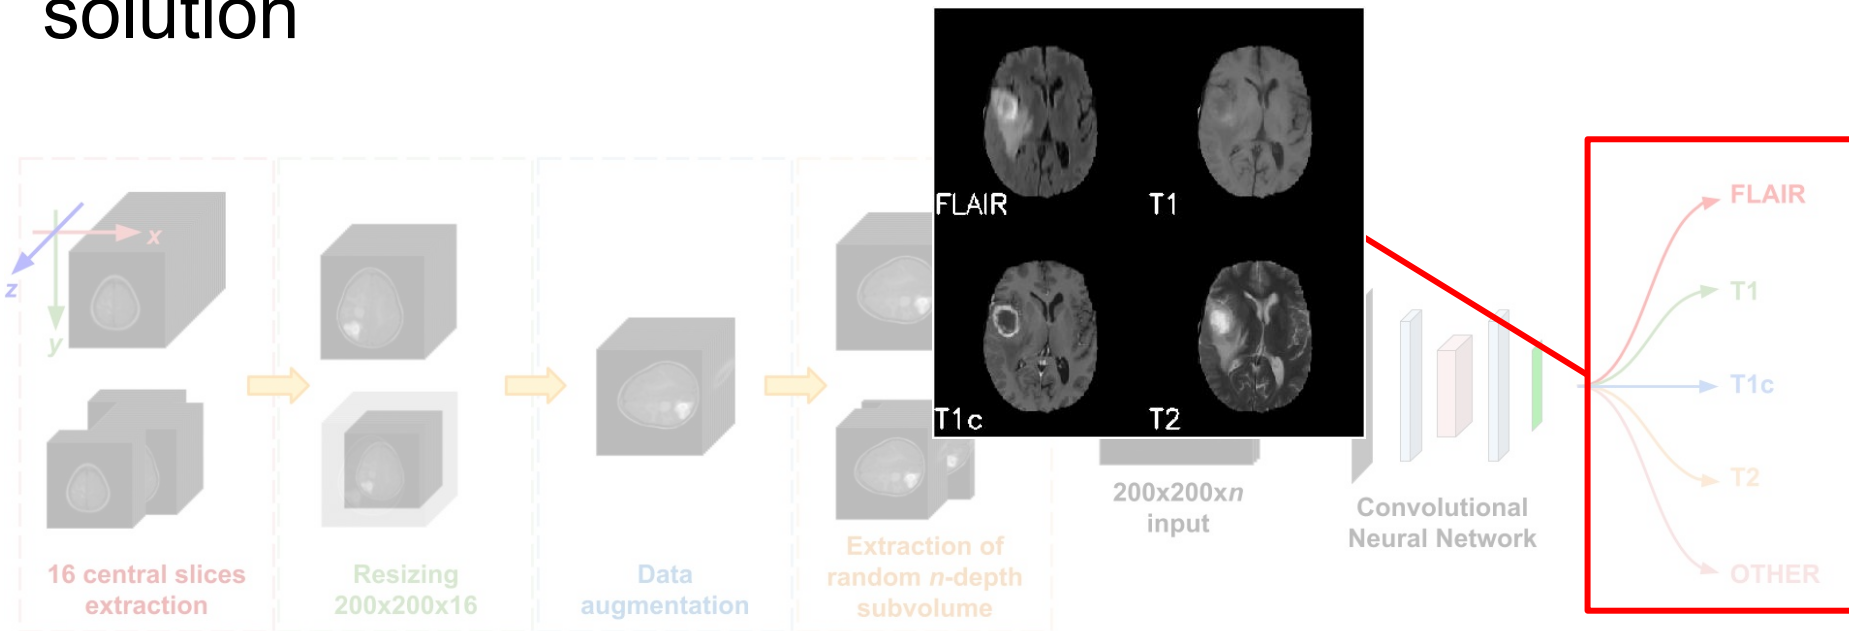 solution
FLAIR
T1
T1c
T2
x
z
y
16 central slices
extraction
Resizing
200x200x16
Data
augmentation
Extraction of
random n-depth
subvolume
200x200xn
input
Convolutional
Neural Network
FLAIR
T1
T1c
T2
OTHER